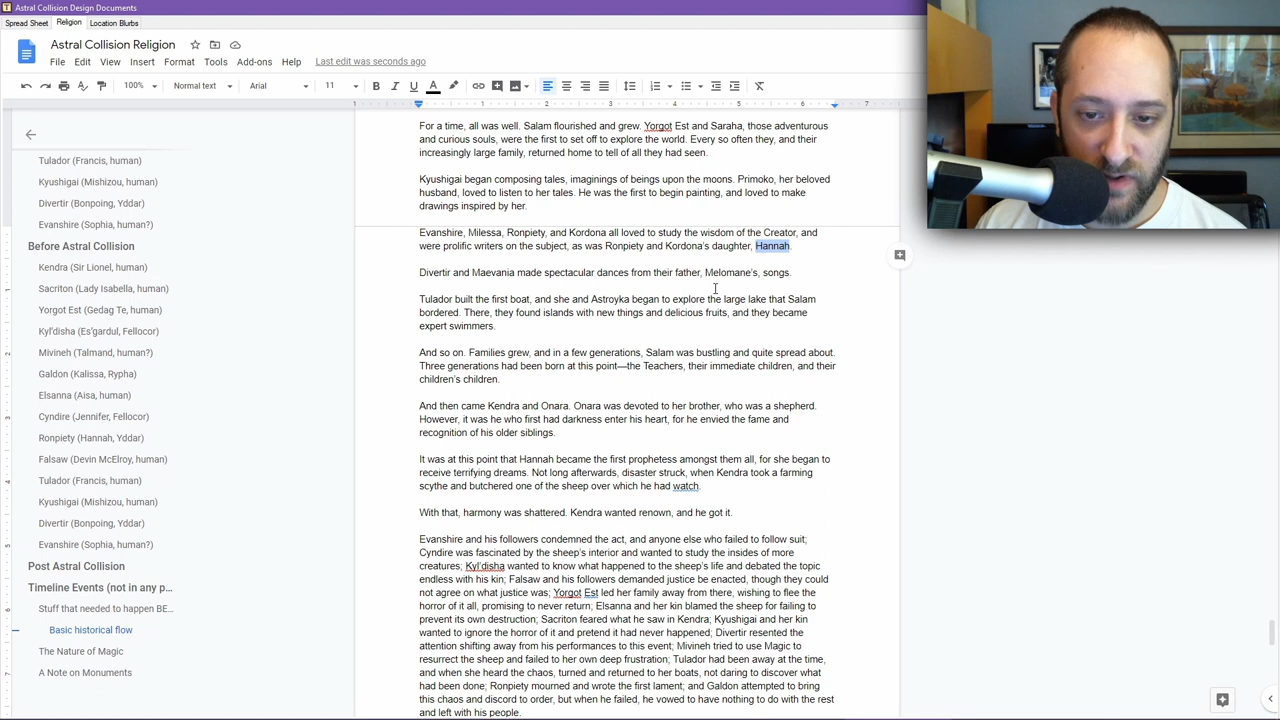 Astral Collision Design Documents
Spread Sheet Religion Location Blurbs
Astral Collision Religion
File Edit View Insert Format Tools Add-ons Help Last edit was seconds ago
100% Normal text Arial 11
1 1 2 3 4 5 6 7
For a time, all was well. Salam flourished and grew. Yorgot Est and Saraha, those adventurous
and curious souls, were the first to set off to explore the world. Every so often they, and their
increasingly large family, returned home to tell of all they had seen.
Kyushigai began composing tales, imaginings of beings upon the moons. Primoko, her beloved
husband, loved to listen to her tales. He was the first to begin painting, and loved to make
drawings inspired by her.
Evanshire, Milessa, Ronpiety, and Kordona all loved to study the wisdom of the Creator, and
were prolific writers on the subject, as was Ronpiety and Kordona's daughter, Hannah.
Divertir and Maevania made spectacular dances from their father, Melomane's, songs.
Tulador built the first boat, and she and Astroyka began to explore the large lake that Salam
bordered. There, they found islands with new things and delicious fruits, and they became
expert swimmers.
And so on. Families grew, and in a few generations, Salam was bustling and quite spread about.
Three generations had been born at this point—the Teachers, their immediate children, and their
children's children.
And then came Kendra and Onara. Onara was devoted to her brother, who was a shepherd.
However, it was he who first had darkness enter his heart, for he envied the fame and
recognition of his older siblings.
It was at this point that Hannah became the first prophetess amongst them all, for she began to
receive terrifying dreams. Not long afterwards, disaster struck, when Kendra took a farming
scythe and butchered one of the sheep over which he had watch.
With that, harmony was shattered. Kendra wanted renown, and he got it.
Evanshire and his followers condemned the act, and anyone else who failed to follow suit;
Cyndire was fascinated by the sheep's interior and wanted to study the insides of more
creatures; Kyl'disha wanted to know what happened to the sheep's life and debated the topic
endless with his kin; Falsaw and his followers demanded justice be enacted, though they could
not agree on what justice was; Yorgot Est led her family away from there, wishing to flee the
horror of it all, promising to never return; Elsanna and her kin blamed the sheep for failing to
prevent its own destruction; Sacriton feared what he saw in Kendra; Kyushigai and her kin
wanted to ignore the horror of it and pretend it had never happened; Divertir resented the
attention shifting away from his performances to this event; Mivineh tried to use Magic to
resurrect the sheep and failed to her own deep frustration; Tulador had been away at the time,
and when she heard the chaos, turned and returned to her boats, not daring to discover what
had been done; Ronpiety mourned and wrote the first lament; and Galdon attempted to bring
this chaos and discord to order, but when he failed, he vowed to have nothing to do with the rest
and left with his people.
Tulador (Francis, human)
Kyushigai (Mishizou, human)
Divertir (Bonpoing, Yddar)
Evanshire (Sophia, human?)
Before Astral Collision
Kendra (Sir Lionel, human)
Sacriton (Lady Isabella, human)
Yorgot Est (Gedag Te, human)
Kyl'disha (Es'gardul, Fellocor)
Mivineh (Talmand, human?)
Galdon (Kalissa, Rypha)
Elsanna (Aisa, human)
Cyndire (Jennifer, Fellocor)
Ronpiety (Hannah, Yddar)
Falsaw (Devin McElroy, human)
Tulador (Francis, human)
Kyushigai (Mishizou, human)
Divertir (Bonpoing, Yddar)
Evanshire (Sophia, human?)
Post Astral Collision
Timeline Events (not in any p...
Stuff that needed to happen BE...
Basic historical flow
The Nature of Magic
A Note on Monuments